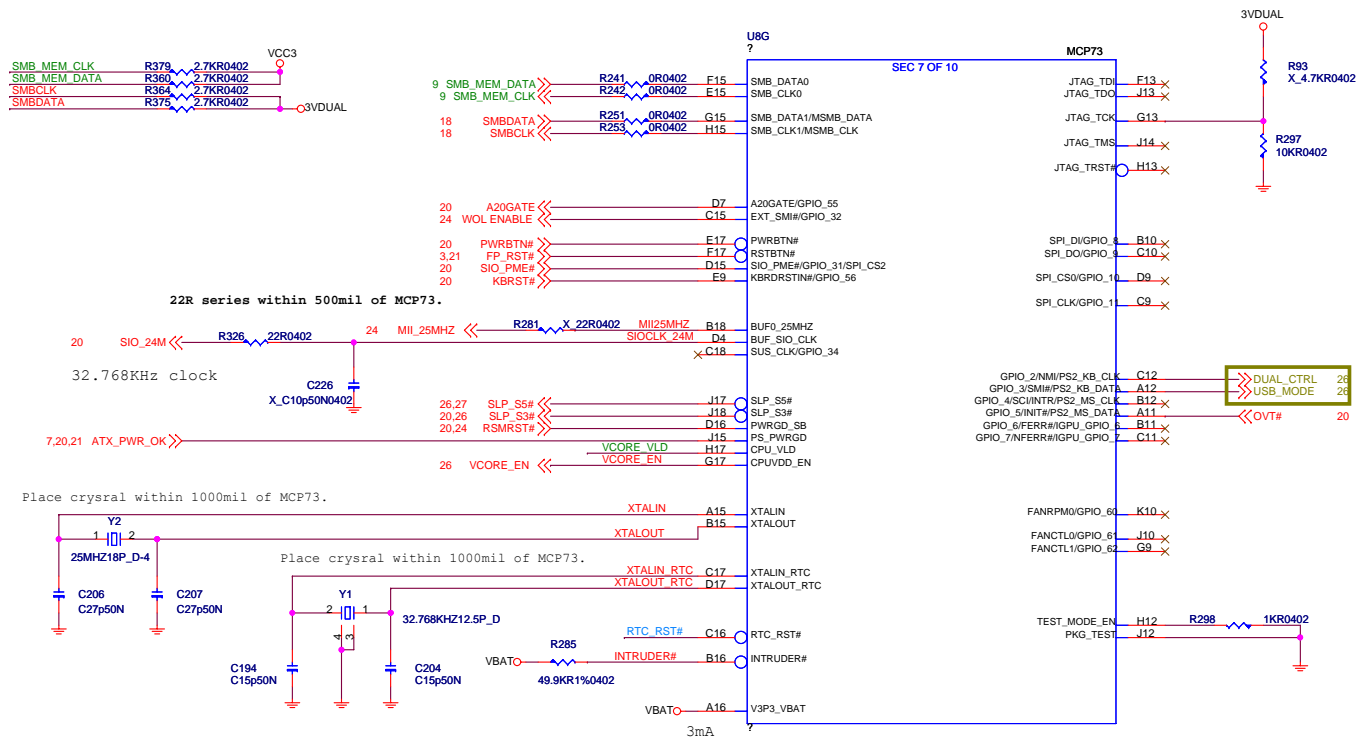 SMB_MEM_CLK R379 2.7KR0402 VCC3
SMB_MEM_DATA R360 2.7KR0402
SMBCLK R364 2.7KR0402
SMBDATA R375 2.7KR0402 3VDUAL
U8G
?
MCP73
SEC 7 OF 10
9 SMB_MEM_DATA R241 0R0402 F15 SMB_DATA0
9 SMB_MEM_CLK R242 0R0402 E15 SMB_CLK0
18 SMBDATA R251 0R0402 G15 SMB_DATA1/MSMB_DATA
18 SMBCLK R253 0R0402 H15 SMB_CLK1/MSMB_CLK
20 A20GATE D7 A20GATE/GPIO_55
24 WOL ENABLE C15 EXT_SMI#/GPIO_32
20 PWRBTN# E17 PWRBTN#
3,21 FP_RST# F17 RSTBTN#
20 SIO_PME# D15 SIO_PME#/GPIO_31/SPI_CS2
20 KBRST# E9 KBRDRSTIN#/GPIO_56
22R series within 500mil of MCP73.
24 MII_25MHZ R281 X_22R0402 MII25MHZ B18 BUF0_25MHZ
20 SIO_24M R326 22R0402 SIOCLK_24M D4 BUF_SIO_CLK
C18 SUS_CLK/GPIO_34
32.768KHz clock
C226
X_C10p50N0402
26,27 SLP_S5# J17 SLP_S5#
20,26 SLP_S3# J18 SLP_S3#
20,24 RSMRST# D16 PWRGD_SB
7,20,21 ATX_PWR_OK J15 PS_PWRGD
VCORE_VLD H17 CPU_VLD
26 VCORE_EN VCORE_EN G17 CPUVDD_EN
Place crysral within 1000mil of MCP73.
XTALIN A15 XTALIN
XTALOUT B15 XTALOUT
1 Y2 2
25MHZ18P_D-4
C206
C27p50N
C207
C27p50N
Place crysral within 1000mil of MCP73.
XTALIN_RTC C17 XTALIN_RTC
XTALOUT_RTC D17 XTALOUT_RTC
2 Y1 1
4 3
32.768KHZ12.5P_D
C194
C15p50N
C204
C15p50N
RTC_RST# C16 RTC_RST#
VBAT R285 INTRUDER# B16 INTRUDER#
49.9KR1%0402
VBAT A16 V3P3_VBAT
3mA
?
3VDUAL
R93
X_4.7KR0402
R297
10KR0402
JTAG_TDI F13
JTAG_TDO J13
JTAG_TCK G13
JTAG_TMS J14
JTAG_TRST# H13
SPI_DI/GPIO_8 B10
SPI_DO/GPIO_9 C10
SPI_CS0/GPIO_10 D9
SPI_CLK/GPIO_11 C9
GPIO_2/NMI/PS2_KB_CLK C12 DUAL_CTRL 26
GPIO_3/SMI#/PS2_KB_DATA A12 USB_MODE 26
GPIO_4/SCI/INTR/PS2_MS_CLK B12
GPIO_5/INIT#/PS2_MS_DATA A11 OVT# 20
GPIO_6/FERR#/IGPU_GPIO_6 B11
GPIO_7/NFERR#/IGPU_GPIO_7 C11
FANRPM0/GPIO_60 K10
FANCTL0/GPIO_61 J10
FANCTL1/GPIO_62 G9
TEST_MODE_EN H12 R298 1KR0402
PKG_TEST J12